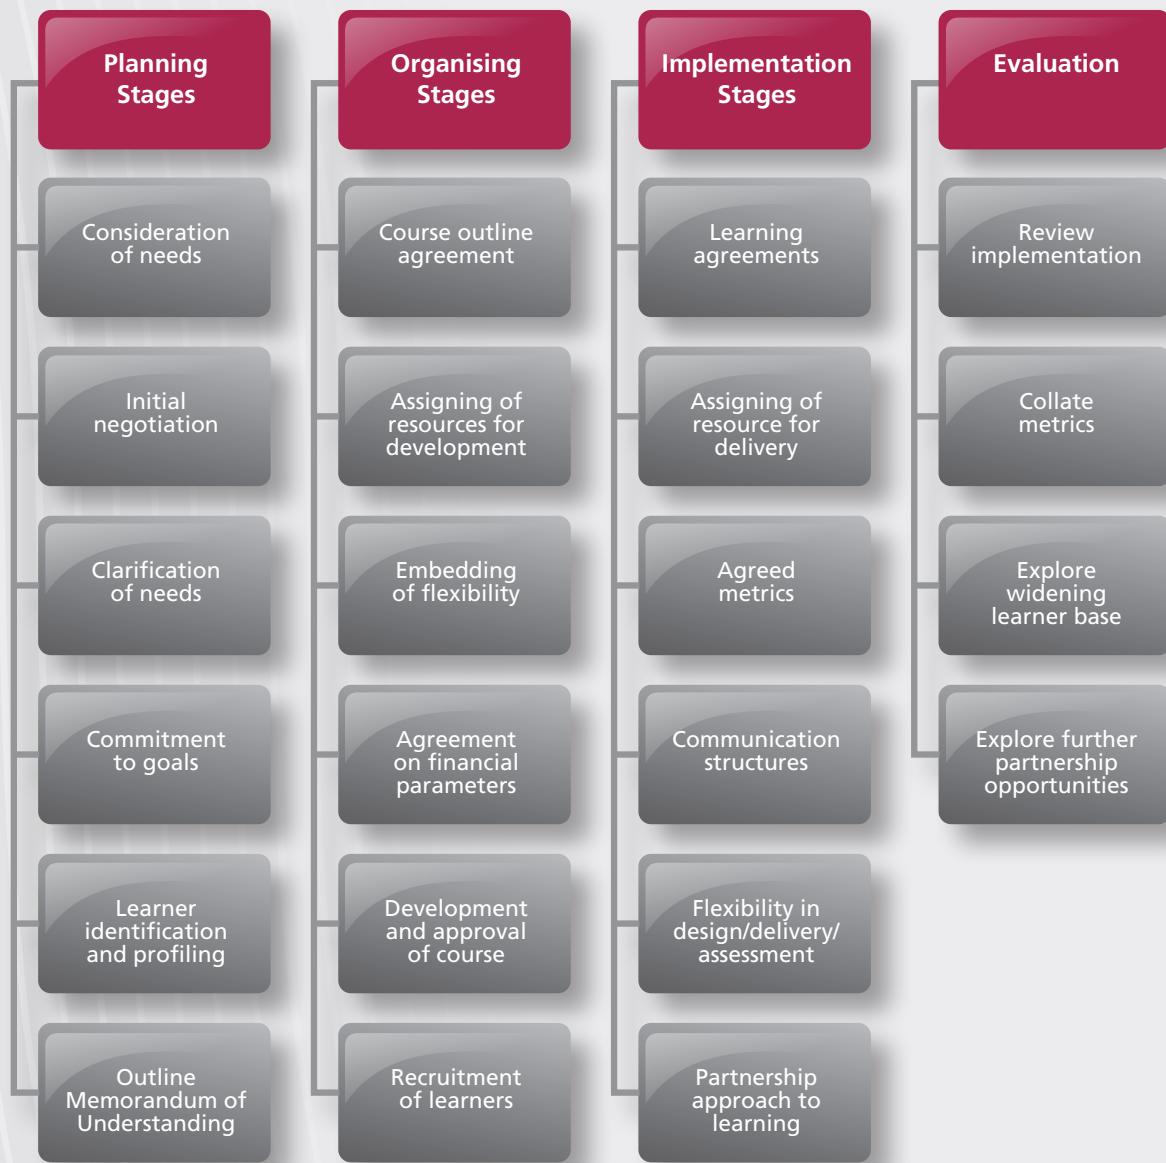 Planning
Stages
Consideration
of needs
Initial
negotiation
Clarification
of needs
Commitment
to goals
Learner
identification
and profiling
Outline
Memorandum of
Understanding
Organising
Stages
Course outline
agreement
Assigning of
resources for
development
Embedding
of flexibility
Agreement
on financial
parameters
Development
and approval
of course
Recruitment
of learners
Implementation
Stages
Learning
agreements
Assigning of
resource for
delivery
Agreed
metrics
Communication
structures
Flexibility in
design/delivery/
assessment
Partnership
approach to
learning
Evaluation
Review
implementation
Collate
metrics
Explore
widening
learner base
Explore further
partnership
opportunities